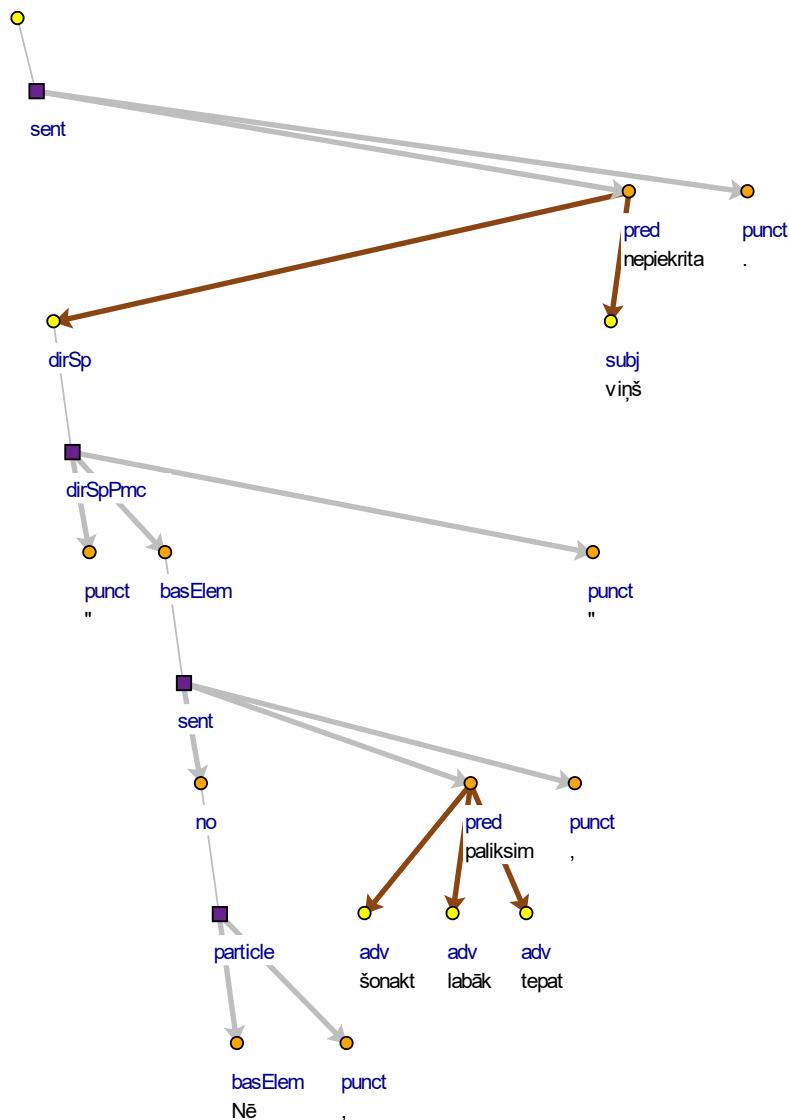 sent
pred punct
nepiekrita .
dirSp subj
viņš
dirSpPmc
punct basElem punct
" "
sent
no pred punct
paliksim ,
particle adv adv adv
šonakt labāk tepat
basElem punct
Nē ,